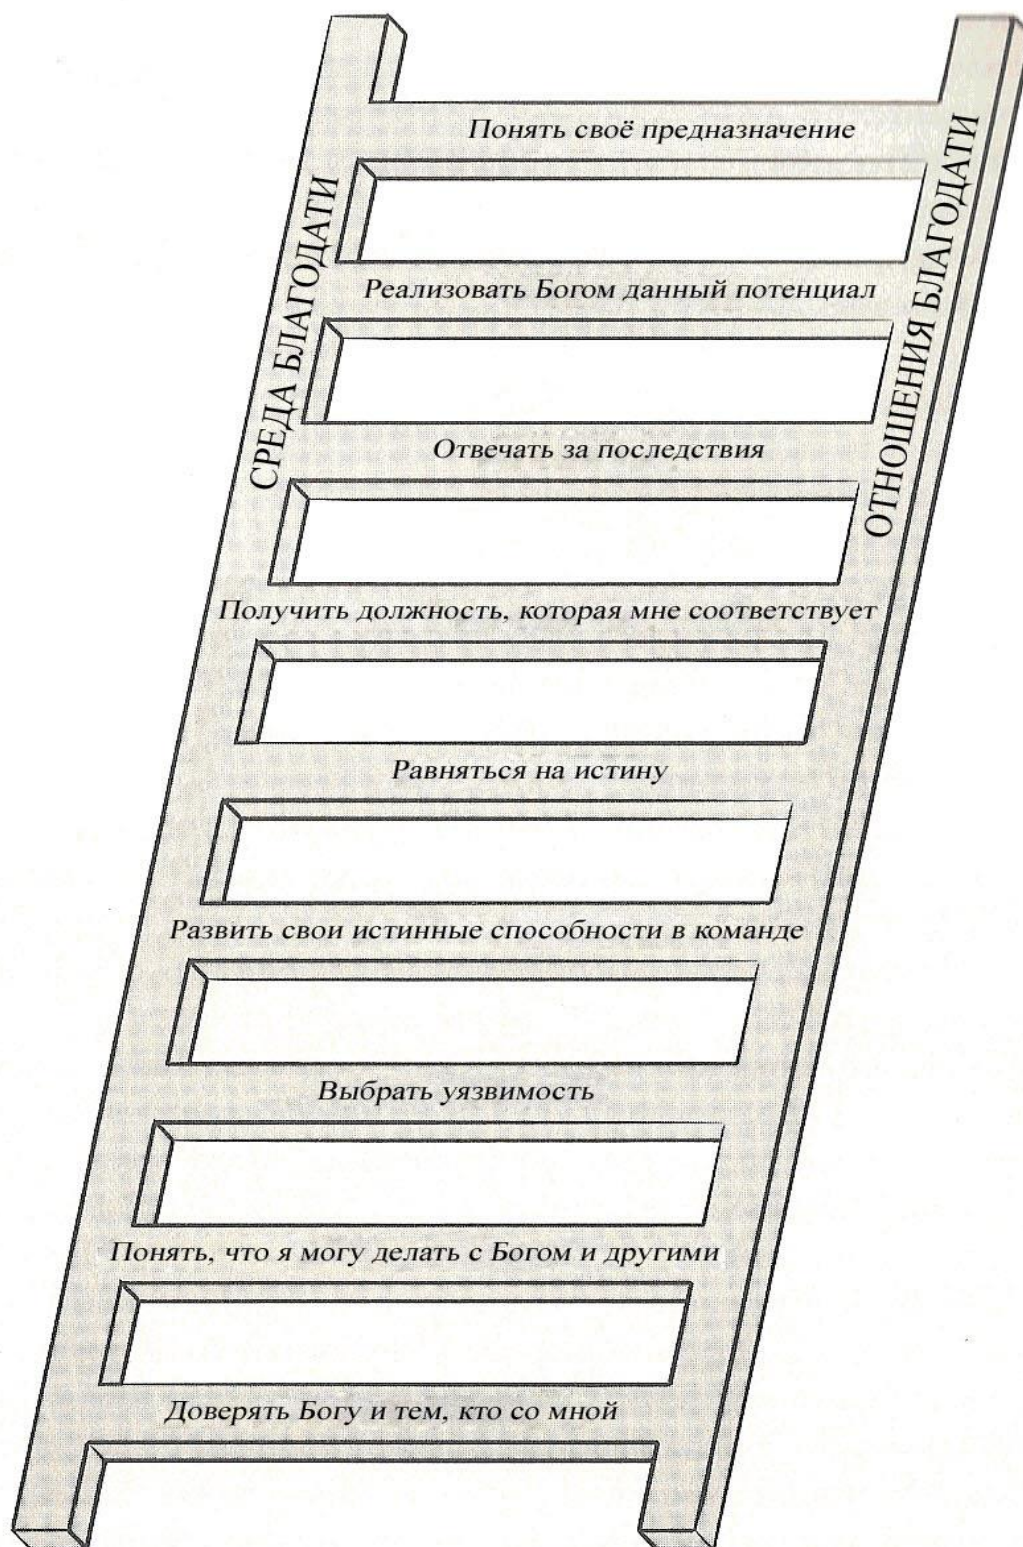 Понять своё предназначение
СРЕДА БЛАГОДАТИ
ОТНОШЕНИЯ БЛАГОДАТИ
Реализовать Богом данный потенциал
Отвечать за последствия
Получить должность, которая мне соответствует
Равняться на истину
Развить свои истинные способности в команде
Выбрать уязвимость
Понять, что я могу делать с Богом и другими
Доверять Богу и тем, кто со мной